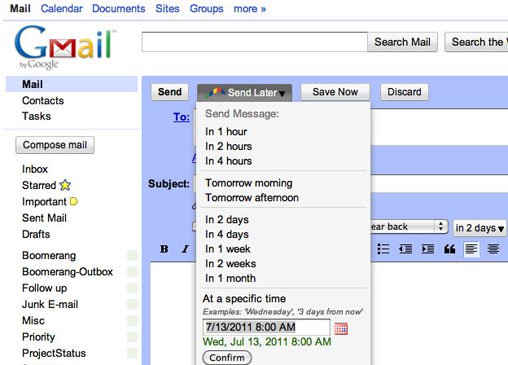 Mail Calendar Documents Sites Groups more »
Gmail™
by Google
Search Mail Search the
Mail
Contacts
Tasks
Compose mail
Inbox
Starred
Important
Sent Mail
Drafts
Boomerang
Boomerang-Outbox
Follow up
Junk E-mail
Misc
Priority
ProjectStatus
Send Send Later Save Now Discard
To:
Subject:
Send Message:
In 1 hour
In 2 hours
In 4 hours
Tomorrow morning
Tomorrow afternoon
In 2 days
In 4 days
In 1 week
In 2 weeks
In 1 month
At a specific time
Examples: 'Wednesday', '3 days from now'
7/13/2011 8:00 AM
Wed, Jul 13, 2011 8:00 AM
Confirm
ear back in 2 days
B I